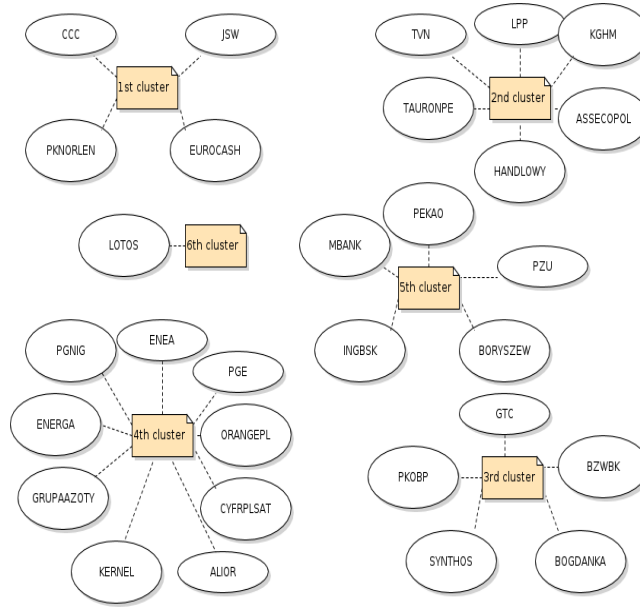 CCC
JSW
1st cluster
PKNORLEN
EUROCASH
TVN
LPP
KGHM
2nd cluster
TAURONPE
ASSECOPOL
HANDLOWY
LOTOS
6th cluster
PEKAO
MBANK
PZU
5th cluster
INGBSK
BORYSZEW
PGNIG
ENEA
PGE
ENERGA
4th cluster
ORANGEPL
GRUPAAZOTY
CYFRPLSAT
KERNEL
ALIOR
GTC
PKOBP
3rd cluster
BZWBK
SYNTHOS
BOGDANKA